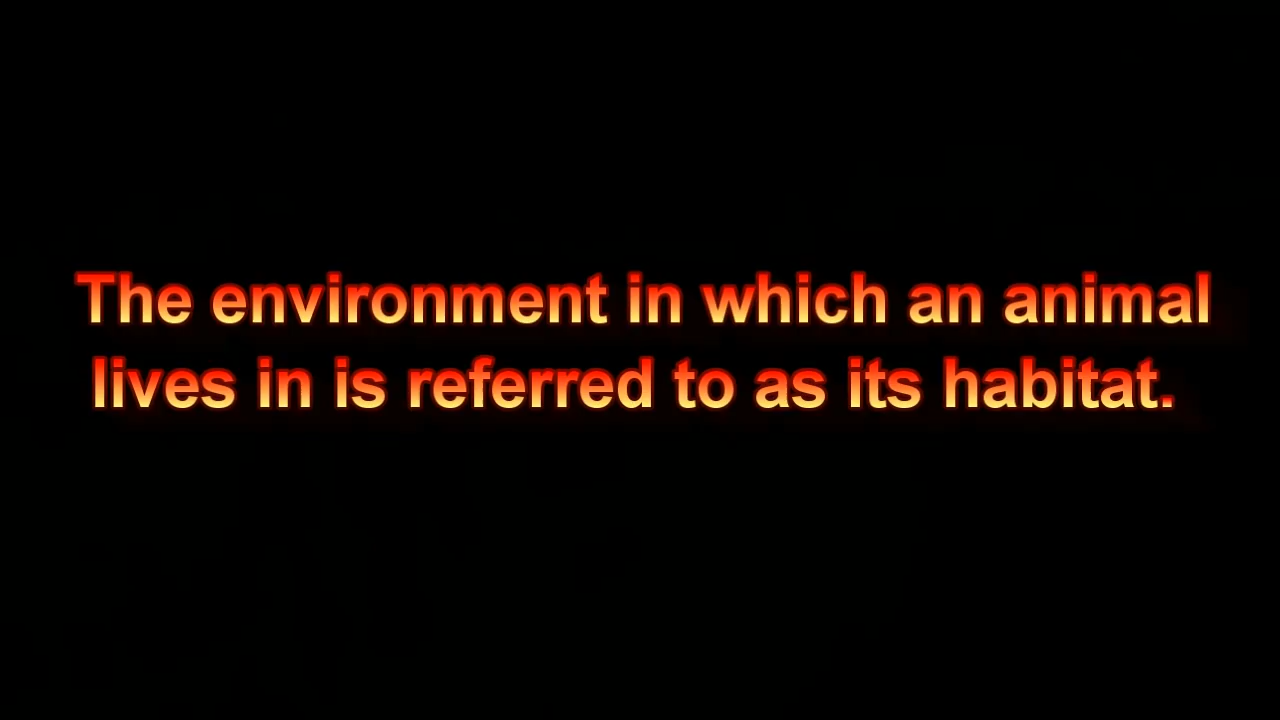 The environment in which an animal
lives in is referred to as its habitat.